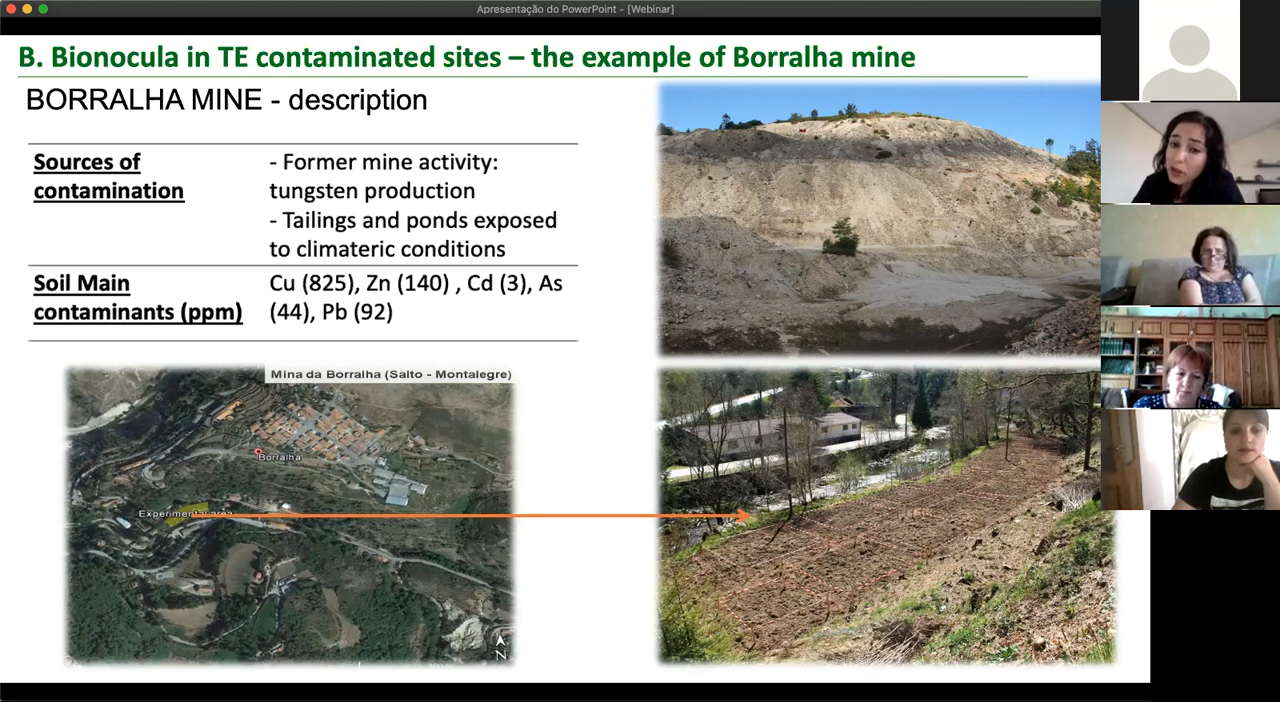 Apresentação do PowerPoint - [Webinar]
B. Bionocula in TE contaminated sites – the example of Borralha mine
BORRALHA MINE - description
Sources of
contamination
- Former mine activity:
tungsten production
- Tailings and ponds exposed
to climateric conditions
Soil Main
contaminants (ppm)
Cu (825), Zn (140) , Cd (3), As
(44), Pb (92)
Mina da Borralha (Salto - Montalegre)
Borralha
Experimental area
N